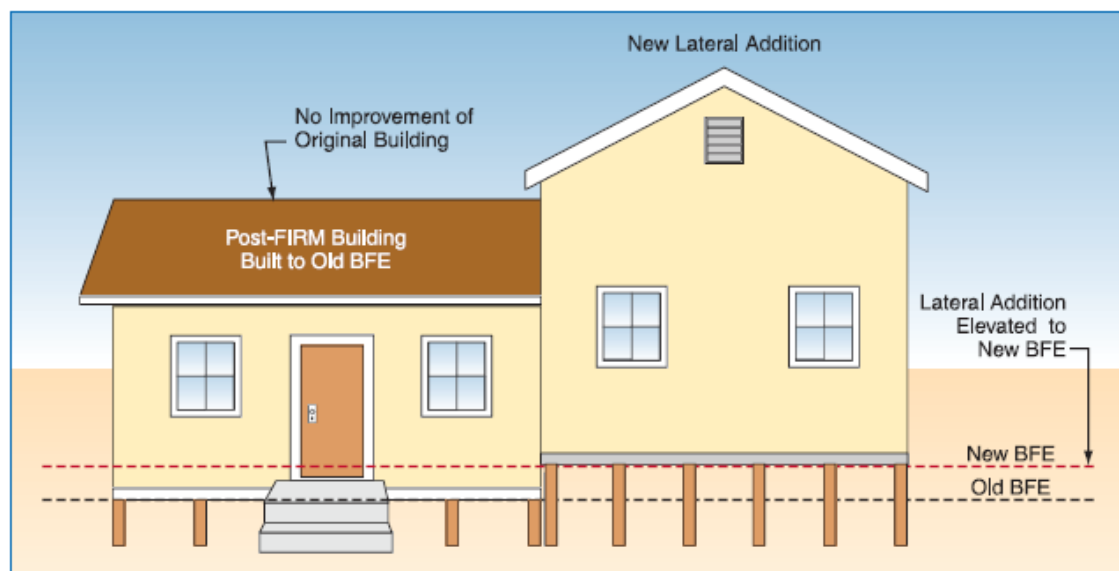 New Lateral Addition
No Improvement of
Original Building
Post-FIRM Building
Built to Old BFE
Lateral Addition
Elevated to
New BFE
New BFE
Old BFE